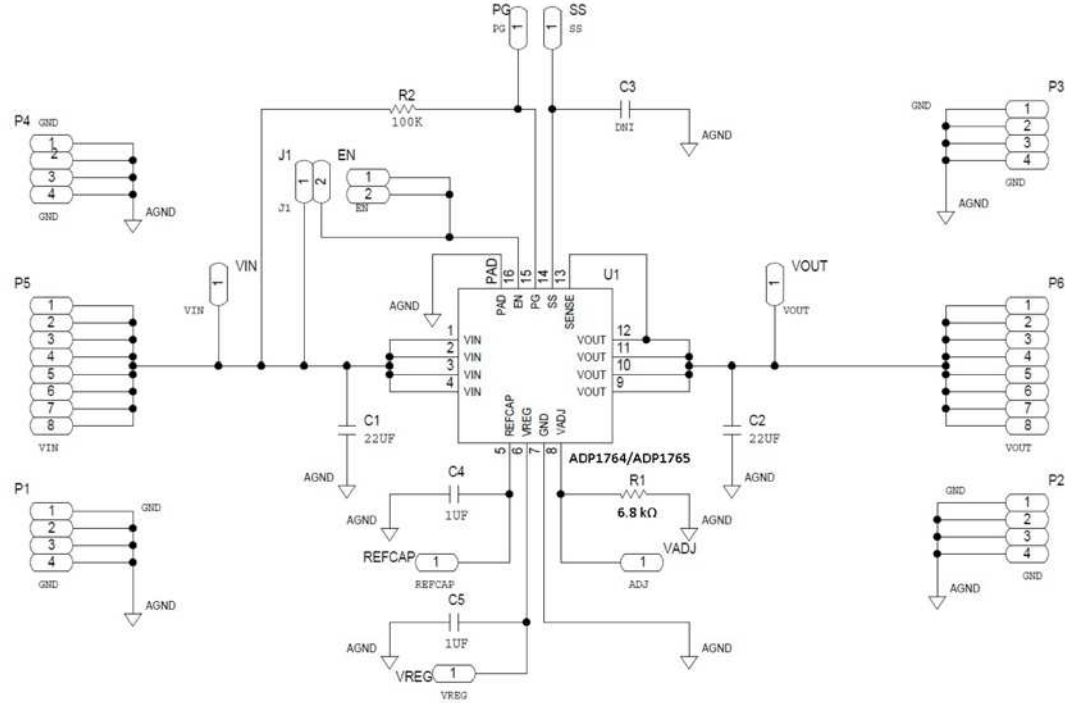 PG
PG
1
SS
SS
1
R2
100K
C3
DNI
AGND
P4
GND
1
2
3
4
GND
AGND
P3
GND
1
2
3
4
GND
AGND
J1
1
2
J1
EN
1
2
EN
P5
1
2
3
4
5
6
7
8
VIN
VIN
1
VIN
AGND
PAD
16
15
14
13
U1
PAD
EN
PG
SS
SENSE
1
2
3
4
VIN
VIN
VIN
VIN
VOUT
VOUT
VOUT
VOUT
12
11
10
9
REFCAP
VREG
GND
VADJ
5
6
7
8
ADP1764/ADP1765
VOUT
1
VOUT
P6
1
2
3
4
5
6
7
8
VOUT
C1
22UF
AGND
C2
22UF
AGND
C4
1UF
AGND
R1
6.8 kΩ
AGND
REFCAP
1
REFCAP
VADJ
1
ADJ
C5
1UF
AGND
AGND
VREG
1
VREG
P1
GND
1
2
3
4
GND
AGND
P2
GND
1
2
3
4
GND
AGND